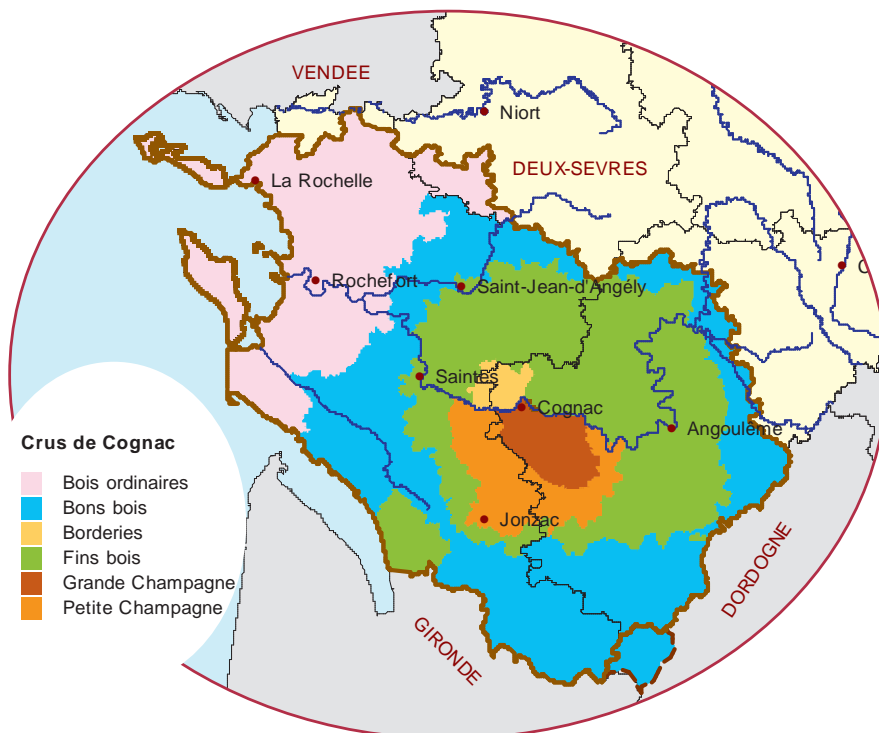 VENDEE
Niort
DEUX-SEVRES
La Rochelle
Rochefort
Saint-Jean-d'Angély
Saintes
Cognac
Angoulême
Jonzac
GIRONDE
DORDOGNE
Crus de Cognac
Bois ordinaires
Bons bois
Borderies
Fins bois
Grande Champagne
Petite Champagne